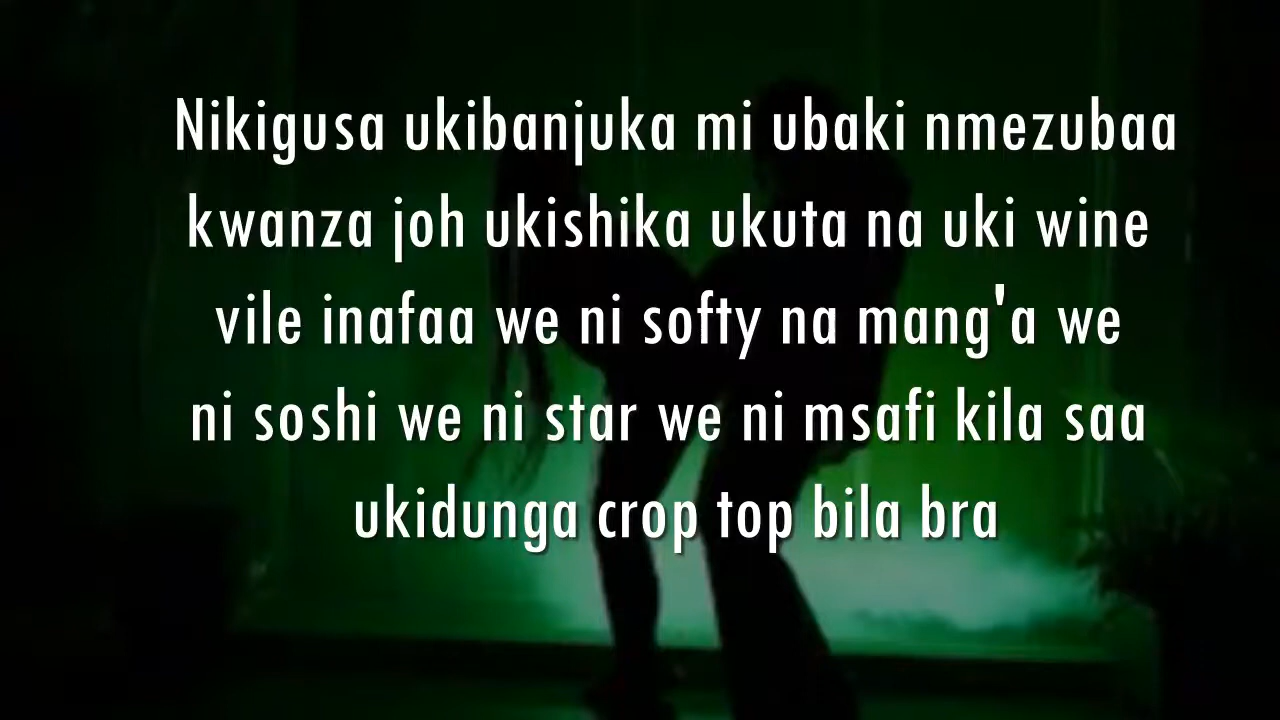 Nikigusa ukibanjuka mi ubaki nmezubaa
kwanza joh ukishika ukuta na uki wine
vile inafaa we ni softy na mang'a we
ni soshi we ni star we ni msafi kila saa
ukidunga crop top bila bra